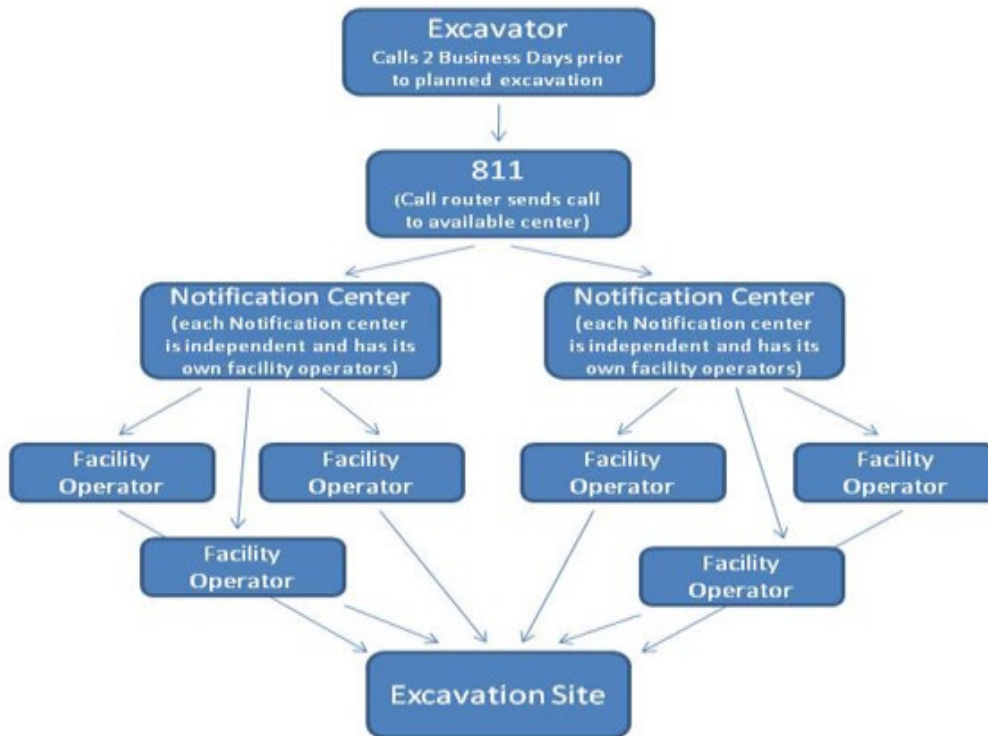 Excavator
Calls 2 Business Days prior
to planned excavation
811
(Call router sends call
to available center)
Notification Center
(each Notification center
is independent and has its
own facility operators)
Notification Center
(each Notification center
is independent and has its
own facility operators)
Facility
Operator
Facility
Operator
Facility
Operator
Facility
Operator
Facility
Operator
Facility
Operator
Excavation Site